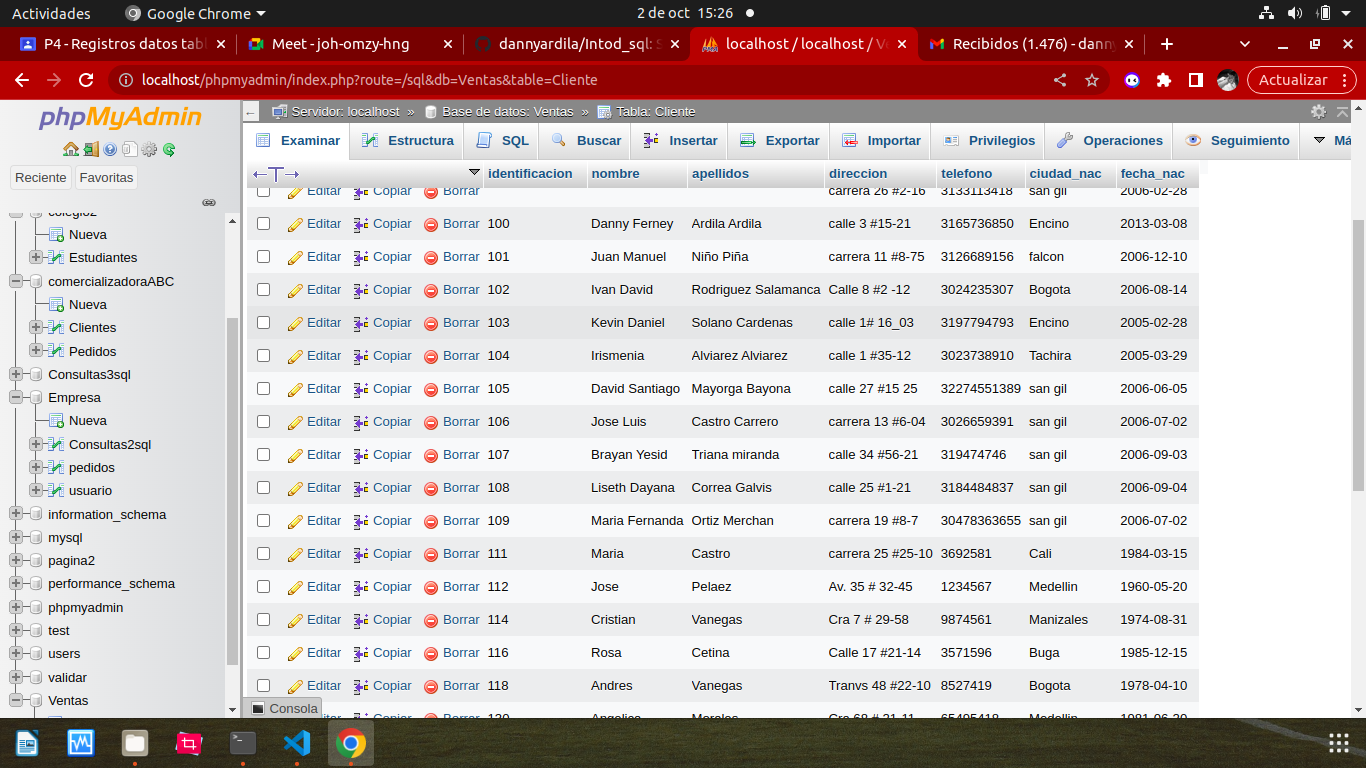 Actividades Google Chrome 2 de oct 15:26
P4 - Registros datos tab Meet - joh-omzy-hng dannyardila/Intod_sql: S localhost / localhost / Ve Recibidos (1.476) - danny
localhost/phpmyadmin/index.php?route=/sql&db=Ventas&table=Cliente Actualizar
phpMyAdmin
Reciente Favoritas
colegio2
Nueva
Estudiantes
comercializadoraABC
Nueva
Clientes
Pedidos
Consultas3sql
Empresa
Nueva
Consultas2sql
pedidos
usuario
information_schema
mysql
pagina2
performance_schema
phpmyadmin
test
users
validar
Ventas
Servidor: localhost » Base de datos: Ventas » Tabla: Cliente
Examinar Estructura SQL Buscar Insertar Exportar Importar Privilegios Operaciones Seguimiento Má
←T→ identificacion nombre apellidos direccion telefono ciudad_nac fecha_nac
Editar Copiar Borrar carrera 26 #2-16 3133113418 san gil 2006-02-28
Editar Copiar Borrar 100 Danny Ferney Ardila Ardila calle 3 #15-21 3165736850 Encino 2013-03-08
Editar Copiar Borrar 101 Juan Manuel Niño Piña carrera 11 #8-75 3126689156 falcon 2006-12-10
Editar Copiar Borrar 102 Ivan David Rodriguez Salamanca Calle 8 #2 -12 3024235307 Bogota 2006-08-14
Editar Copiar Borrar 103 Kevin Daniel Solano Cardenas calle 1# 16_03 3197794793 Encino 2005-02-28
Editar Copiar Borrar 104 Irismenia Alviarez Alviarez calle 1 #35-12 3023738910 Tachira 2005-03-29
Editar Copiar Borrar 105 David Santiago Mayorga Bayona calle 27 #15 25 32274551389 san gil 2006-06-05
Editar Copiar Borrar 106 Jose Luis Castro Carrero carrera 13 #6-04 3026659391 san gil 2006-07-02
Editar Copiar Borrar 107 Brayan Yesid Triana miranda calle 34 #56-21 319474746 san gil 2006-09-03
Editar Copiar Borrar 108 Liseth Dayana Correa Galvis calle 25 #1-21 3184484837 san gil 2006-09-04
Editar Copiar Borrar 109 Maria Fernanda Ortiz Merchan carrera 19 #8-7 30478363655 san gil 2006-07-02
Editar Copiar Borrar 111 Maria Castro carrera 25 #25-10 3692581 Cali 1984-03-15
Editar Copiar Borrar 112 Jose Pelaez Av. 35 # 32-45 1234567 Medellin 1960-05-20
Editar Copiar Borrar 114 Cristian Vanegas Cra 7 # 29-58 9874561 Manizales 1974-08-31
Editar Copiar Borrar 116 Rosa Cetina Calle 17 #21-14 3571596 Buga 1985-12-15
Editar Copiar Borrar 118 Andres Vanegas Tranvs 48 #22-10 8527419 Bogota 1978-04-10
Consola